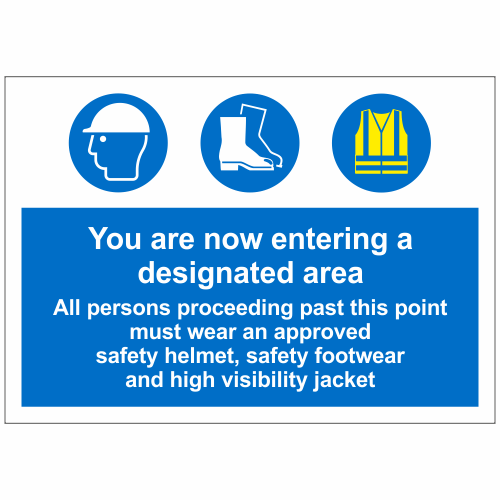 You are now entering a
designated area
All persons proceeding past this point
must wear an approved
safety helmet, safety footwear
and high visibility jacket